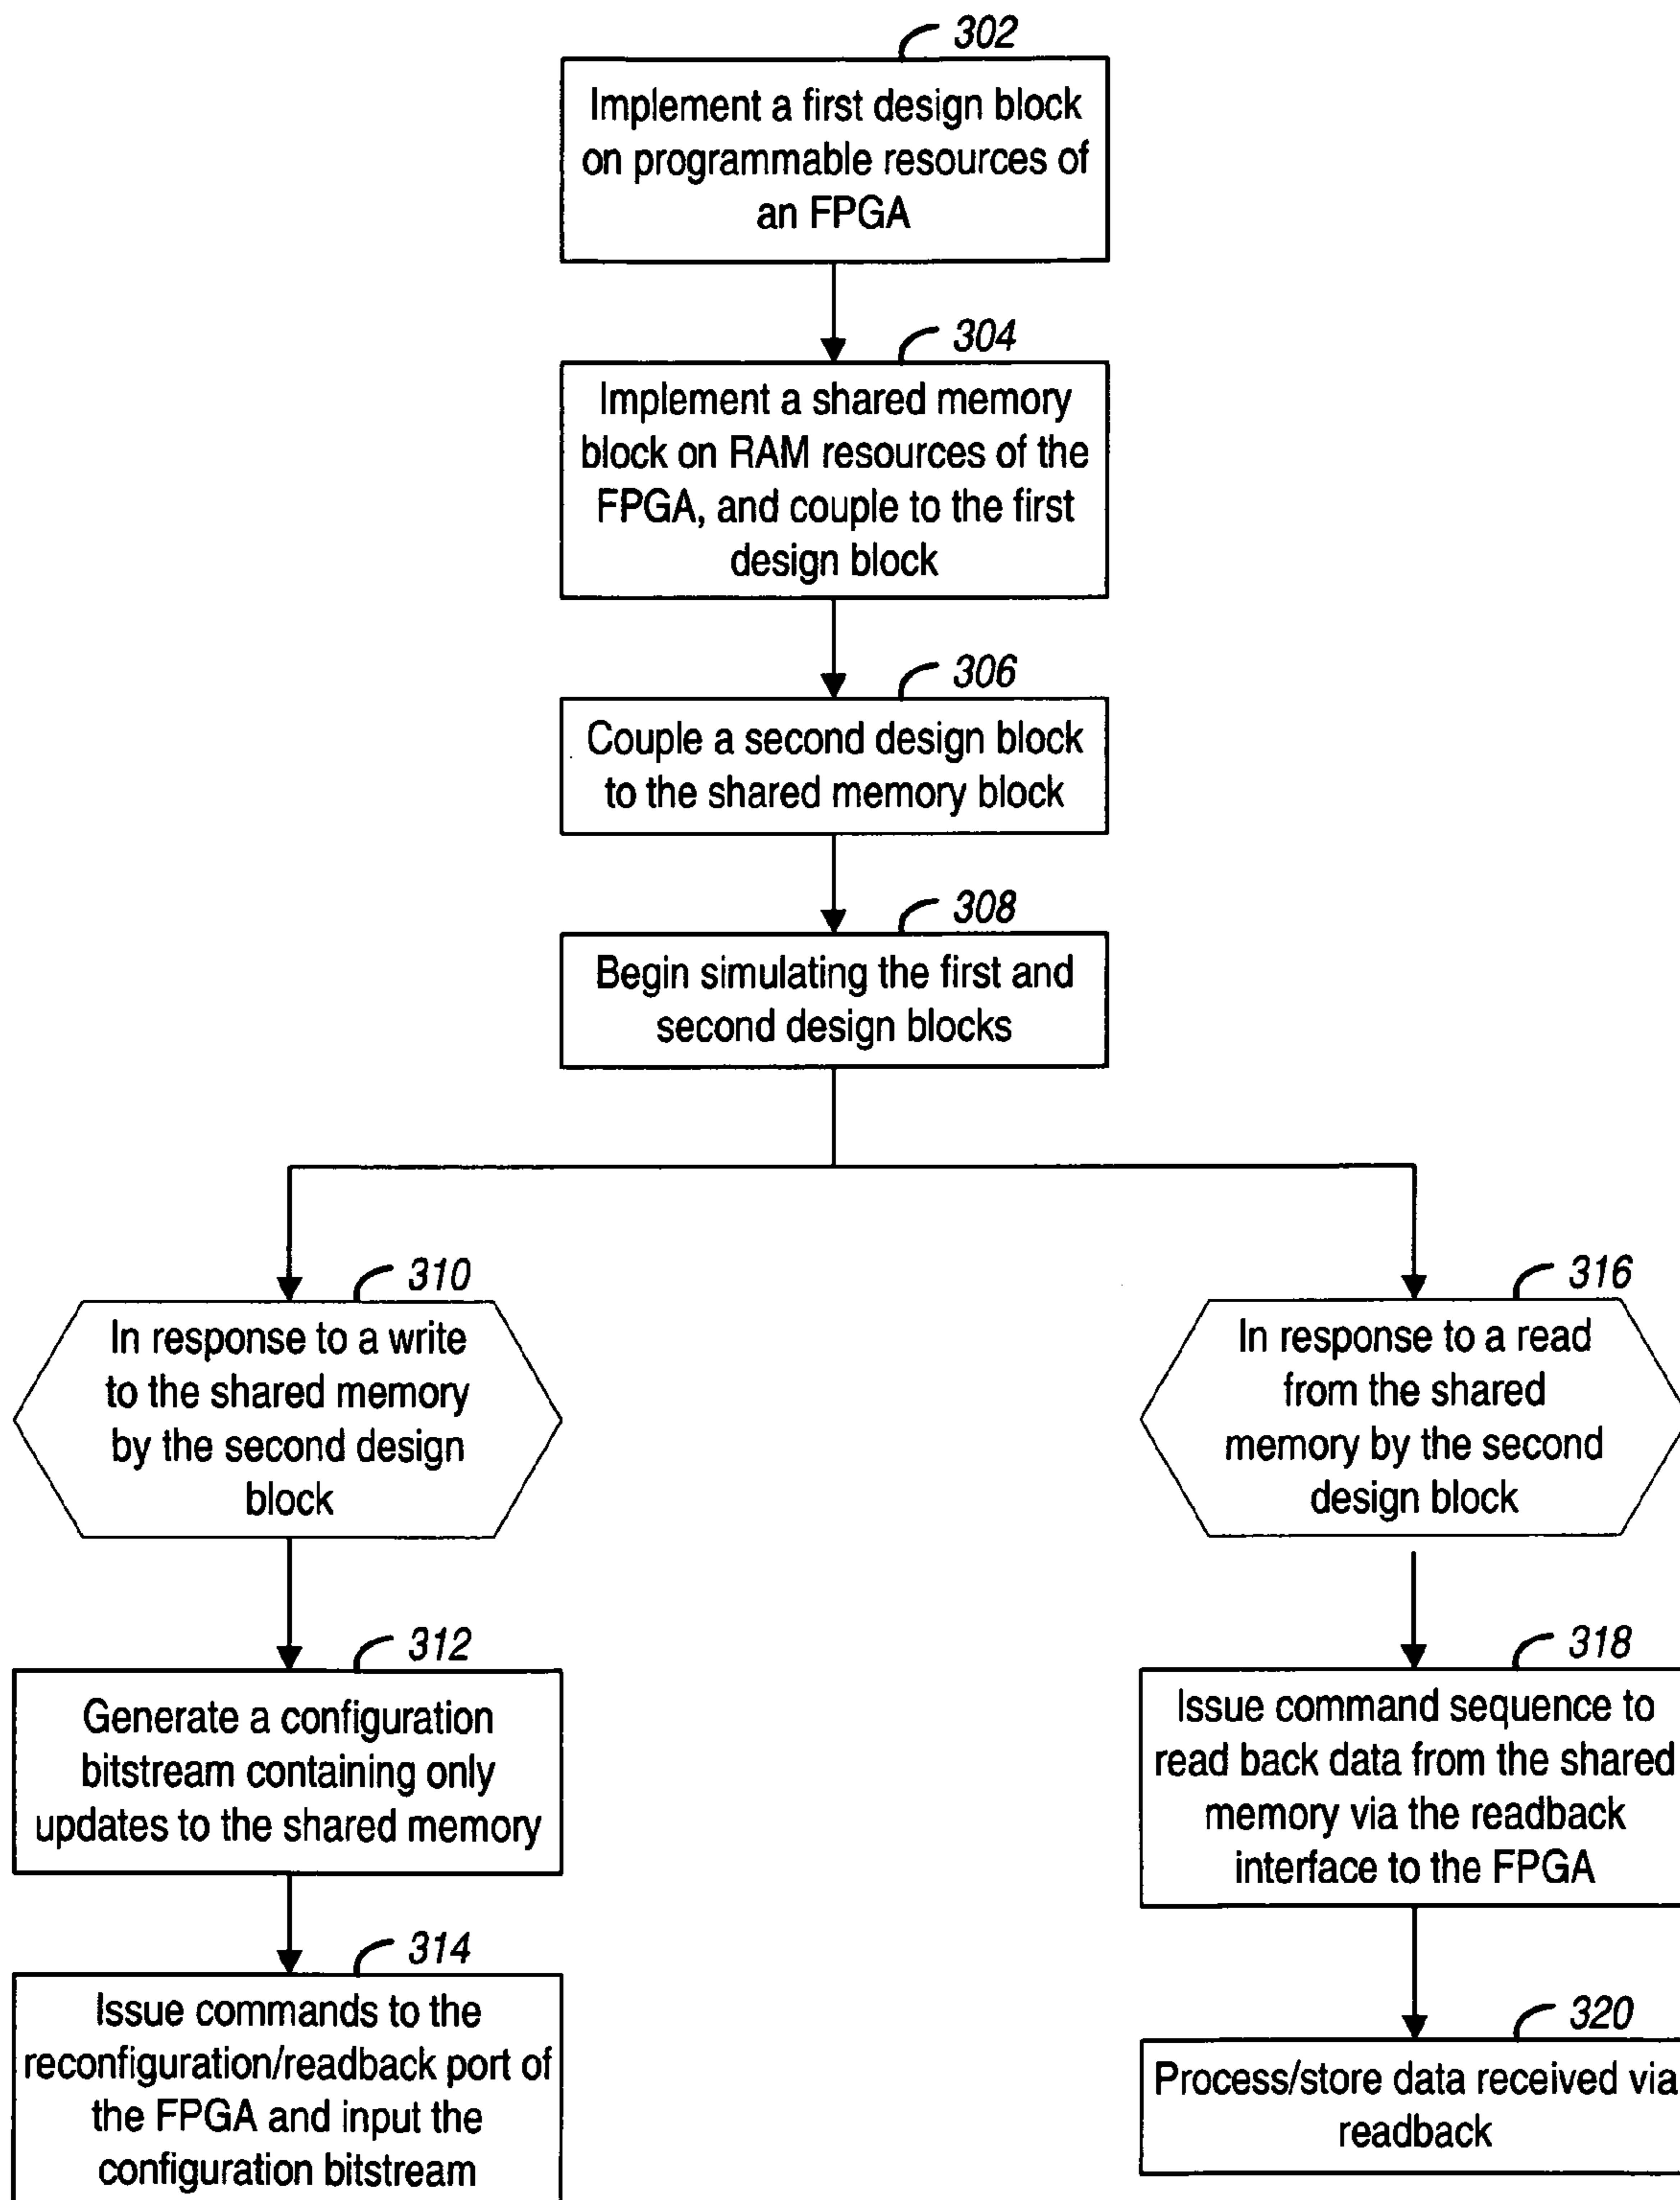 302
Implement a first design block
on programmable resources of
an FPGA
304
Implement a shared memory
block on RAM resources of the
FPGA, and couple to the first
design block
306
Couple a second design block
to the shared memory block
308
Begin simulating the first and
second design blocks
310
In response to a write
to the shared memory
by the second design
block
312
Generate a configuration
bitstream containing only
updates to the shared memory
314
Issue commands to the
reconfiguration/readback port of
the FPGA and input the
configuration bitstream
316
In response to a read
from the shared
memory by the second
design block
318
Issue command sequence to
read back data from the shared
memory via the readback
interface to the FPGA
320
Process/store data received via
readback